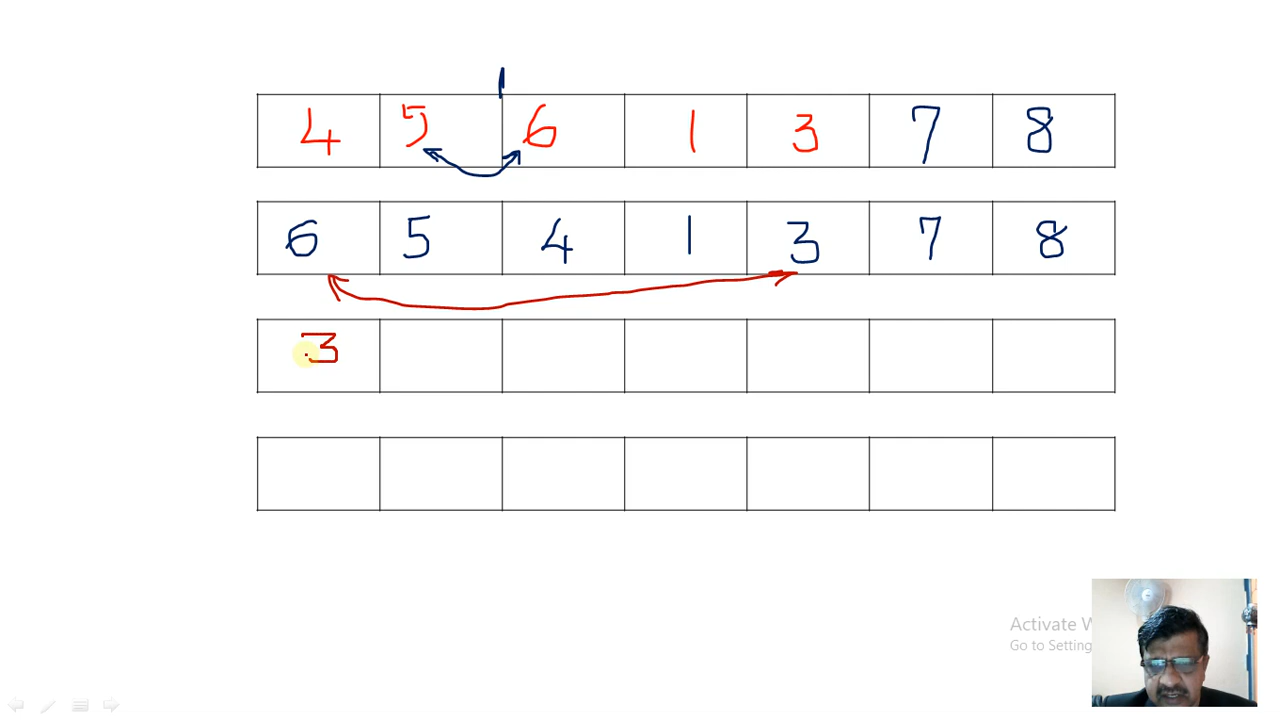 4 5 6 1 3 7 8
6 5 4 1 3 7 8
3
Activate W
Go to Setting